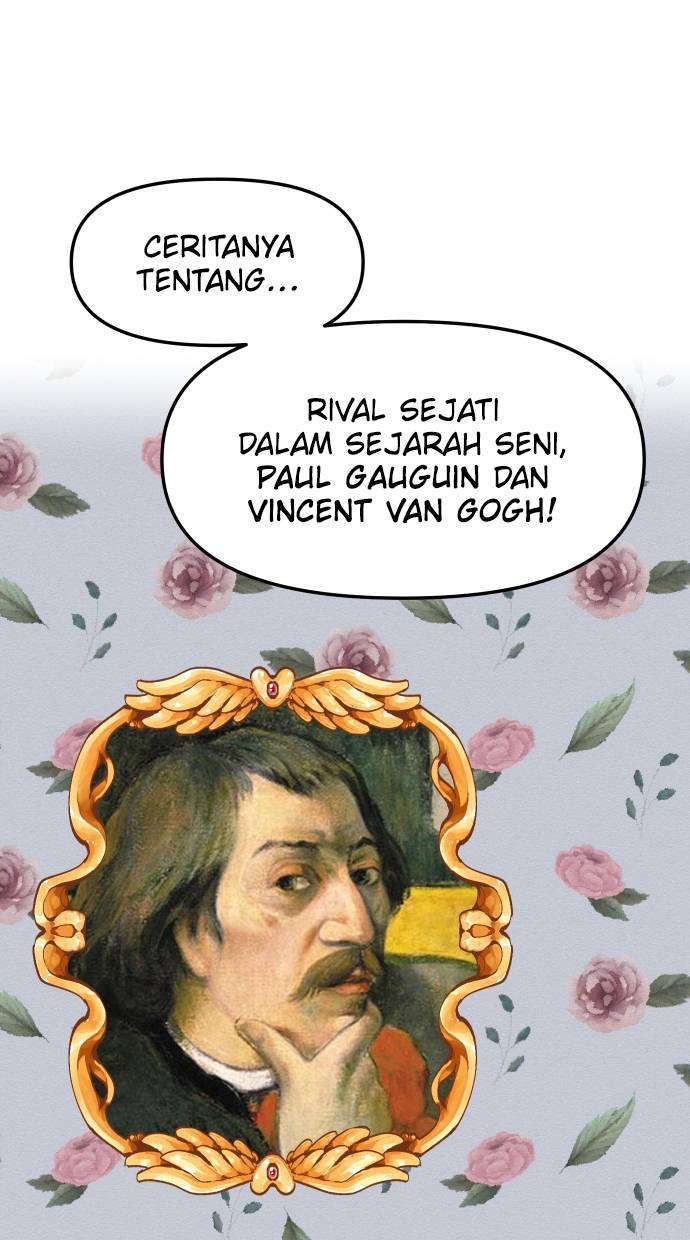 CERITANYA
TENTANG...
RIVAL SEJATI
DALAM SEJARAH SENI,
PAUL GAUGUIN DAN
VINCENT VAN GOGH!